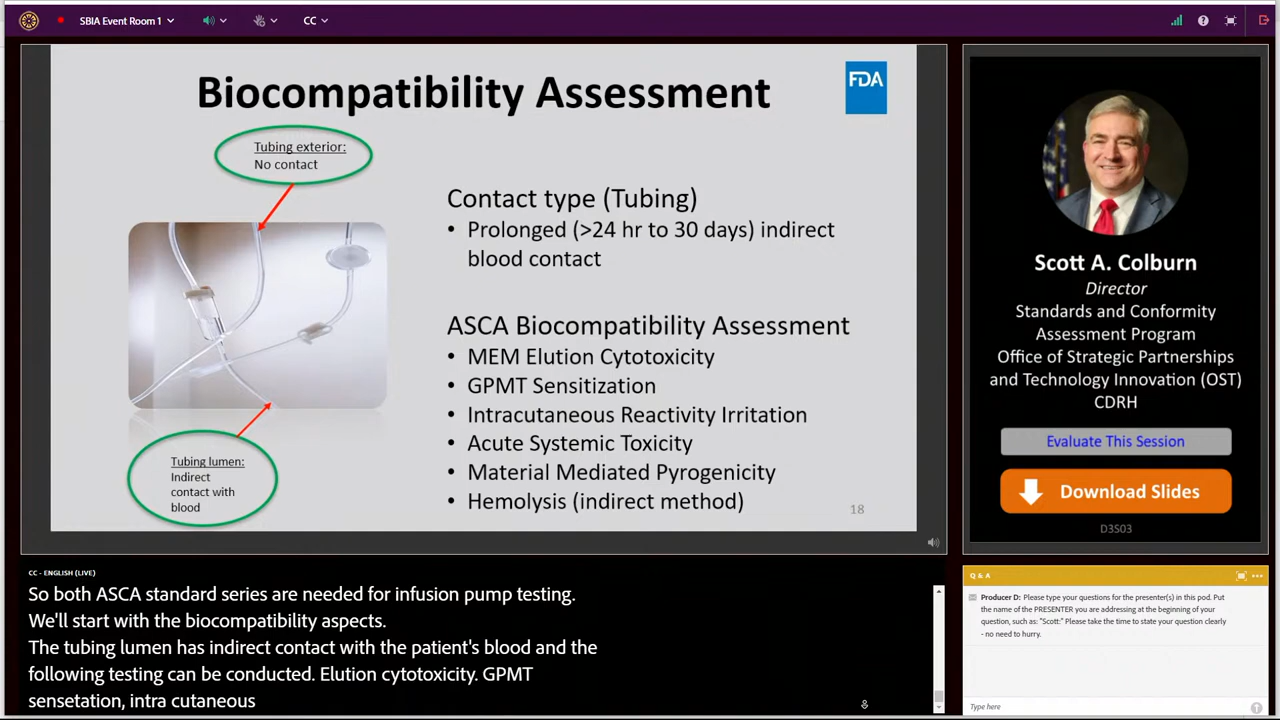 SBIA Event Room 1
CC
Biocompatibility Assessment
FDA
Tubing exterior:
No contact
Contact type (Tubing)
• Prolonged (>24 hr to 30 days) indirect
blood contact
ASCA Biocompatibility Assessment
• MEM Elution Cytotoxicity
• GPMT Sensitization
• Intracutaneous Reactivity Irritation
• Acute Systemic Toxicity
• Material Mediated Pyrogenicity
• Hemolysis (indirect method)
Tubing lumen:
Indirect
contact with
blood
18
Scott A. Colburn
Director
Standards and Conformity
Assessment Program
Office of Strategic Partnerships
and Technology Innovation (OST)
CDRH
Evaluate This Session
Download Slides
D3S03
CC - ENGLISH (LIVE)
So both ASCA standard series are needed for infusion pump testing.
We'll start with the biocompatibility aspects.
The tubing lumen has indirect contact with the patient's blood and the
following testing can be conducted. Elution cytotoxicity. GPMT
sensetation, intra cutaneous
Q & A
Producer D: Please type your questions for the presenter(s) in this pod. Put
the name of the PRESENTER you are addressing at the beginning of your
question, such as: "Scott:" Please take the time to state your question clearly
- no need to hurry.
Type here